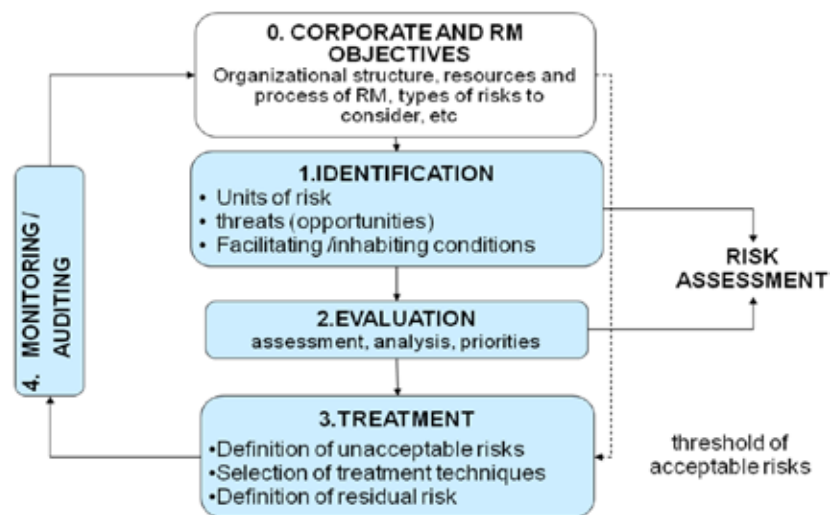 0. CORPORATE AND RM
OBJECTIVES
Organizational structure, resources and
process of RM, types of risks to
consider, etc
1.IDENTIFICATION
• Units of risk
• threats (opportunities)
• Facilitating /inhabiting conditions
RISK
ASSESSMENT
2.EVALUATION
assessment, analysis, priorities
4. MONITORING /
AUDITING
3.TREATMENT
•Definition of unacceptable risks
•Selection of treatment techniques
•Definition of residual risk
threshold of
acceptable risks